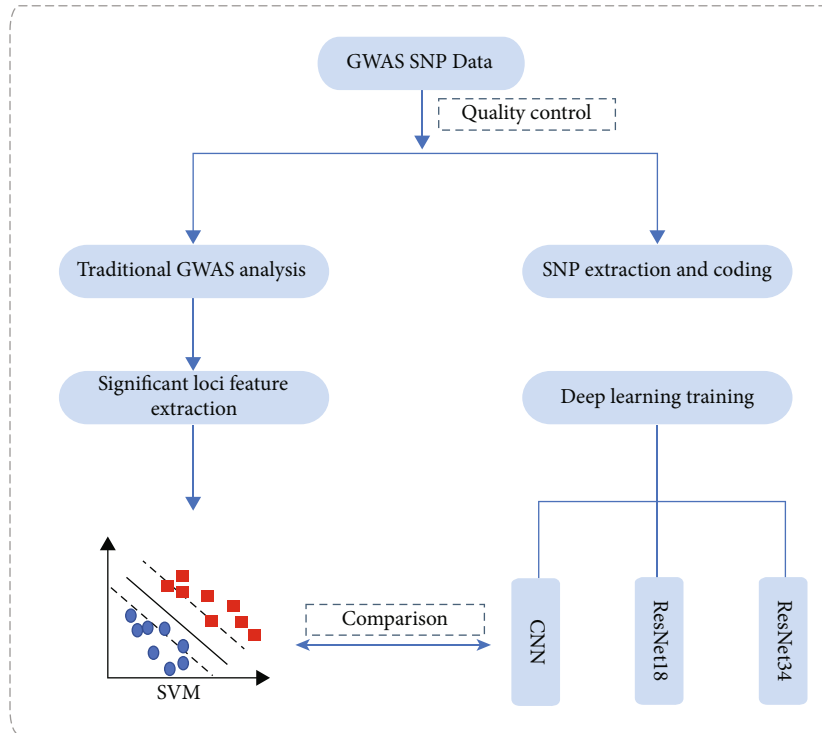 GWAS SNP Data
Quality control
Traditional GWAS analysis
SNP extraction and coding
Significant loci feature
extraction
Deep learning training
Comparison
SVM
CNN
ResNet18
ResNet34